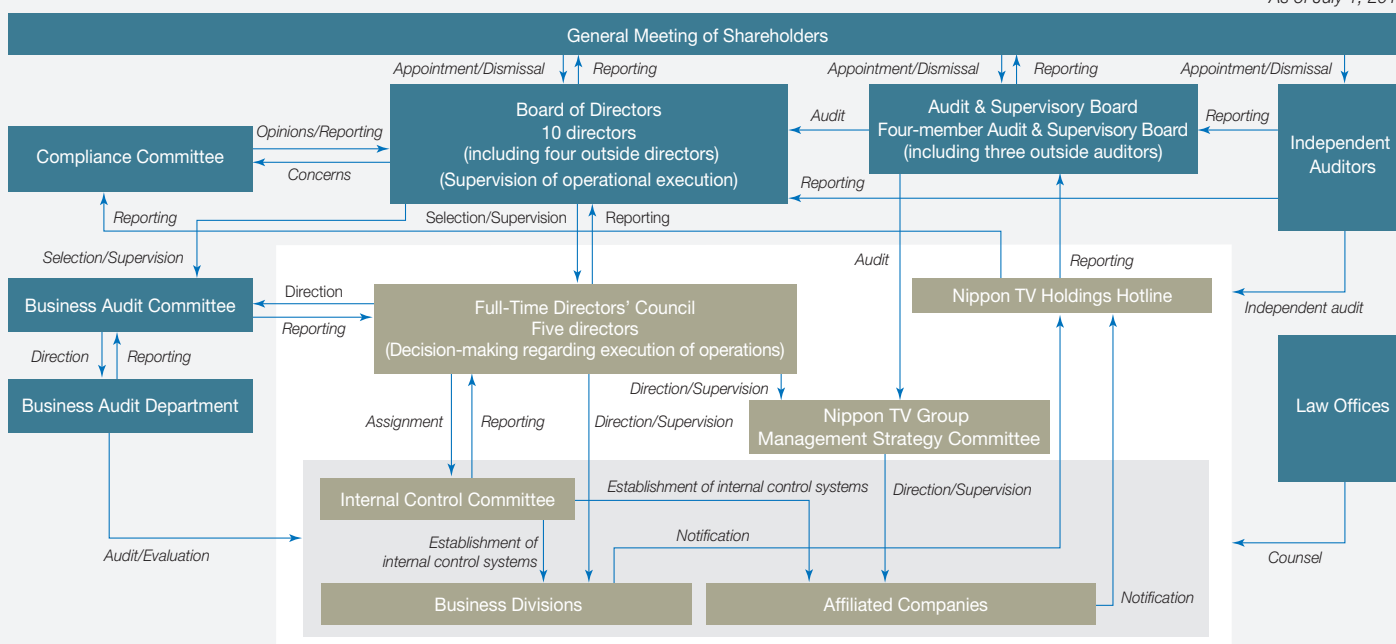 As of July 1, 201
General Meeting of Shareholders
Appointment/Dismissal
Reporting
Appointment/Dismissal
Reporting
Appointment/Dismissal
Board of Directors
10 directors
(including four outside directors)
(Supervision of operational execution)
Audit
Audit & Supervisory Board
Four-member Audit & Supervisory Board
(including three outside auditors)
Reporting
Independent
Auditors
Compliance Committee
Opinions/Reporting
Concerns
Reporting
Reporting
Selection/Supervision
Reporting
Selection/Supervision
Audit
Reporting
Business Audit Committee
Direction
Reporting
Full-Time Directors' Council
Five directors
(Decision-making regarding execution of operations)
Nippon TV Holdings Hotline
Independent audit
Direction
Reporting
Business Audit Department
Direction/Supervision
Nippon TV Group
Management Strategy Committee
Law Offices
Assignment
Reporting
Direction/Supervision
Internal Control Committee
Establishment of internal control systems
Direction/Supervision
Audit/Evaluation
Establishment of
internal control systems
Notification
Counsel
Business Divisions
Affiliated Companies
Notification